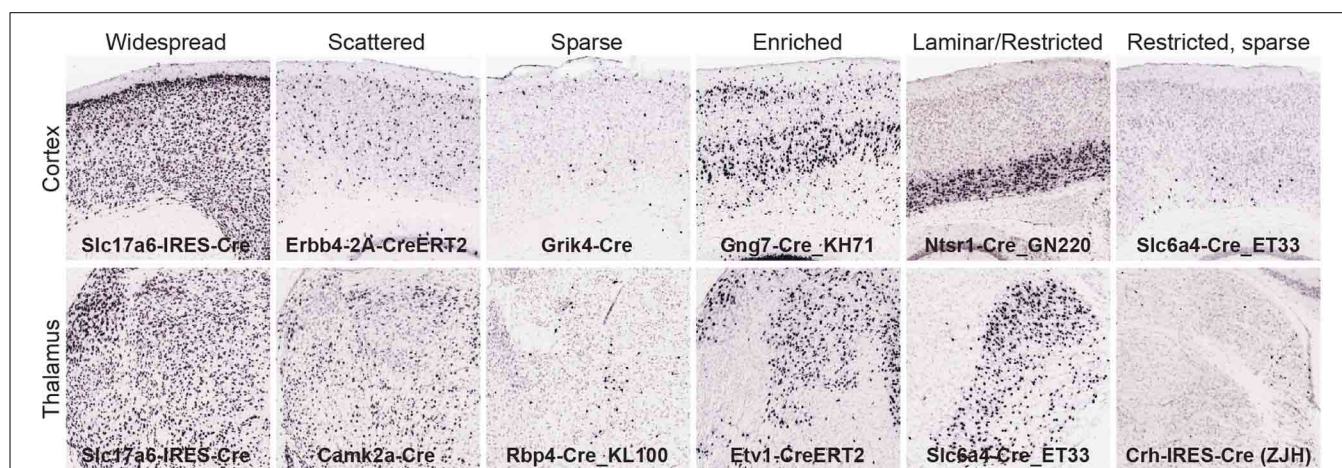 Widespread Scattered Sparse Enriched Laminar/Restricted Restricted, sparse
Cortex
Slc17a6-IRES-Cre Erbb4-2A-CreERT2 Grik4-Cre Gng7-Cre_KH71 Ntsr1-Cre_GN220 Slc6a4-Cre_ET33
Thalamus
Slc17a6-IRES-Cre Camk2a-Cre Rbp4-Cre_KL100 Etv1-CreERT2 Slc6a4-Cre_ET33 Crh-IRES-Cre (ZJH)